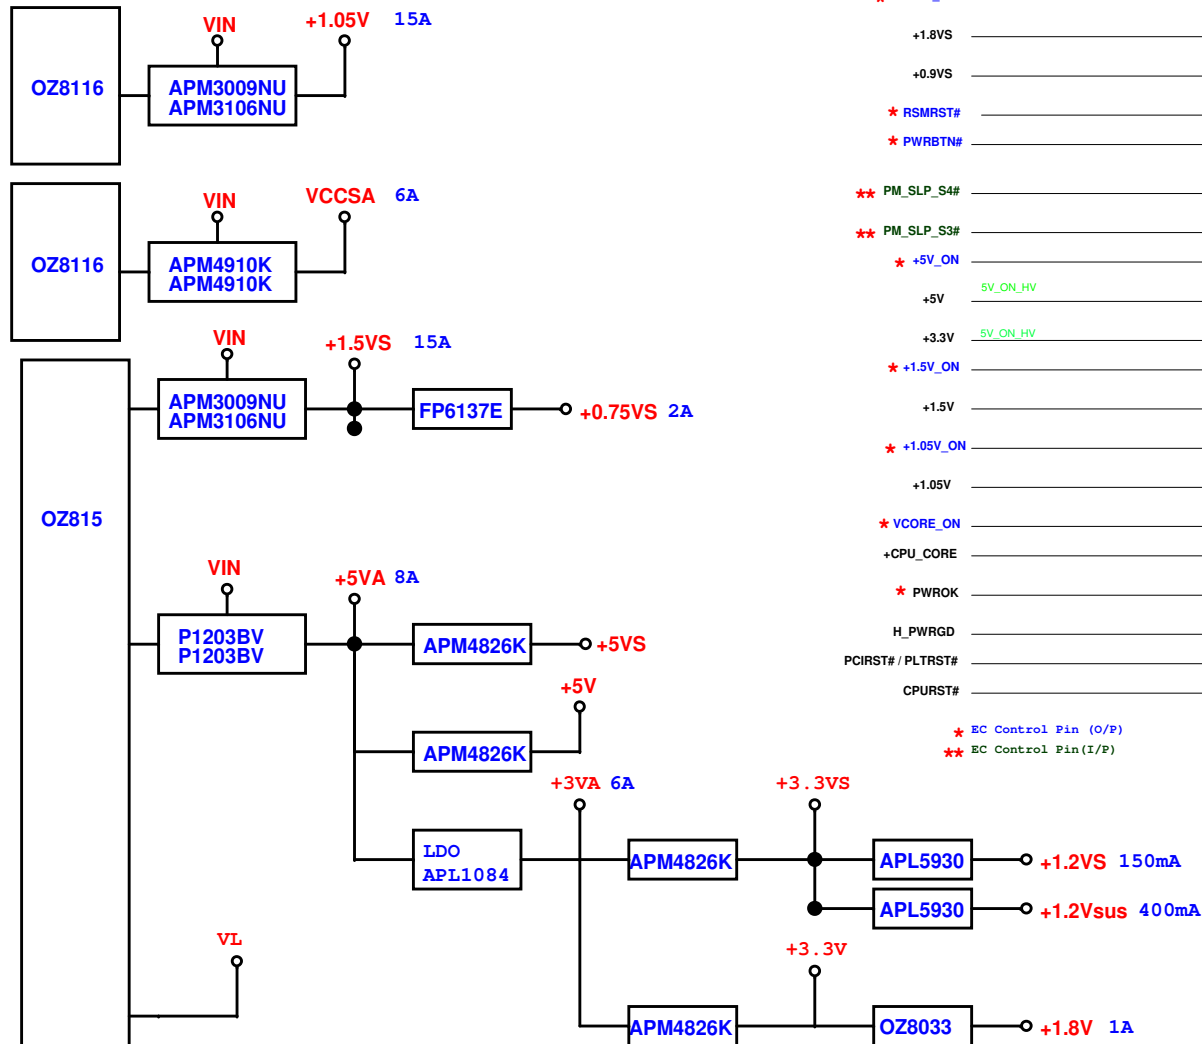 OZ8116
VIN
+1.05V 15A
APM3009NU
APM3106NU
OZ8116
VIN
VCCSA 6A
APM4910K
APM4910K
OZ815
VIN
+1.5VS 15A
APM3009NU
APM3106NU
FP6137E
+0.75VS 2A
VIN
+5VA 8A
P1203BV
P1203BV
APM4826K
+5VS
+5V
APM4826K
+3VA 6A
LDO
APL1084
APM4826K
+3.3VS
APL5930
+1.2VS 150mA
APL5930
+1.2Vsus 400mA
VL
+3.3V
APM4826K
OZ8033
+1.8V 1A
+1.8VS
+0.9VS
* RSMRST#
* PWRBTN#
** PM_SLP_S4#
** PM_SLP_S3#
* +5V_ON
+5V 5V_ON_HV
+3.3V 5V_ON_HV
* +1.5V_ON
+1.5V
* +1.05V_ON
+1.05V
* VCORE_ON
+CPU_CORE
* PWROK
H_PWRGD
PCIRST# / PLTRST#
CPURST#
* EC Control Pin (O/P)
** EC Control Pin(I/P)